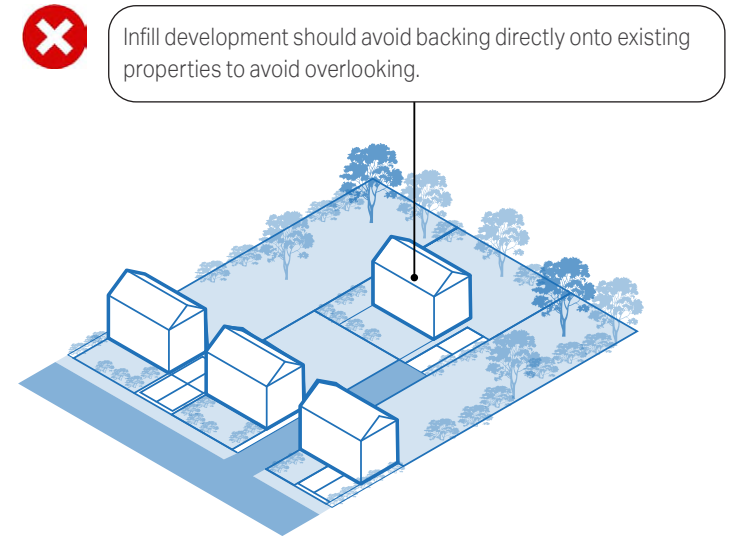 Infill development should avoid backing directly onto existing
properties to avoid overlooking.